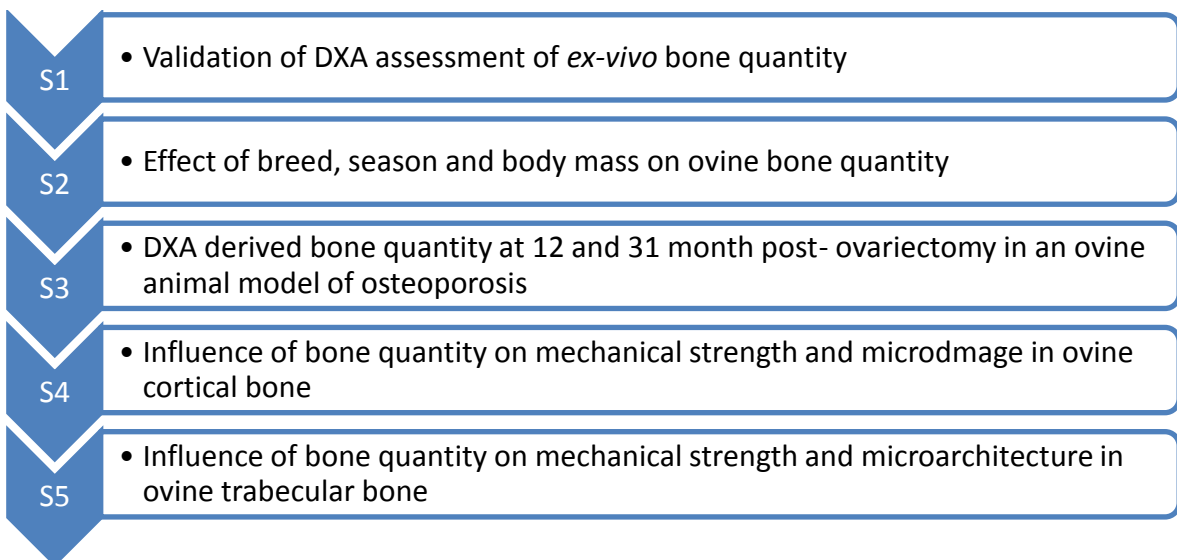 S1
• Validation of DXA assessment of ex-vivo bone quantity
S2
• Effect of breed, season and body mass on ovine bone quantity
S3
• DXA derived bone quantity at 12 and 31 month post- ovariectomy in an ovine
animal model of osteoporosis
S4
• Influence of bone quantity on mechanical strength and microdmage in ovine
cortical bone
S5
• Influence of bone quantity on mechanical strength and microarchitecture in
ovine trabecular bone